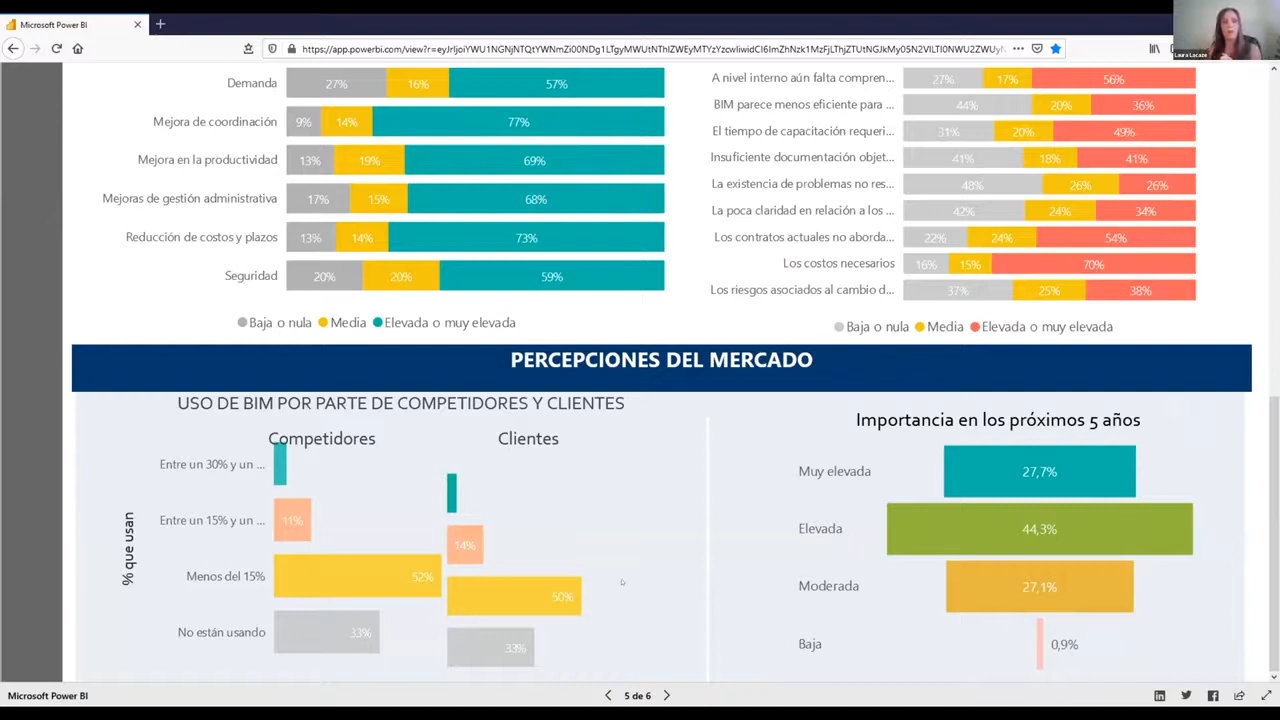 Microsoft Power BI
https://app.powerbi.com/view?r=
Laura Lacaze
Demanda 27% 16% 57%
Mejora de coordinación 9% 14% 77%
Mejora en la productividad 13% 19% 69%
Mejoras de gestión administrativa 17% 15% 68%
Reducción de costos y plazos 13% 14% 73%
Seguridad 20% 20% 59%
Baja o nula Media Elevada o muy elevada
A nivel interno aún falta compren... 27% 17% 56%
BIM parece menos eficiente para ... 44% 20% 36%
El tiempo de capacitación requeri... 31% 20% 49%
Insuficiente documentación objet... 41% 18% 41%
La existencia de problemas no res... 48% 26% 26%
La poca claridad en relación a los ... 42% 24% 34%
Los contratos actuales no aborda... 22% 24% 54%
Los costos necesarios 16% 15% 70%
Los riesgos asociados al cambio d... 37% 25% 38%
Baja o nula Media Elevada o muy elevada
PERCEPCIONES DEL MERCADO
USO DE BIM POR PARTE DE COMPETIDORES Y CLIENTES
Competidores Clientes
% que usan
Entre un 30% y un ...
Entre un 15% y un ... 11% 14%
Menos del 15% 52% 50%
No están usando 33% 33%
Importancia en los próximos 5 años
Muy elevada 27,7%
Elevada 44,3%
Moderada 27,1%
Baja 0,9%
Microsoft Power BI 5 de 6